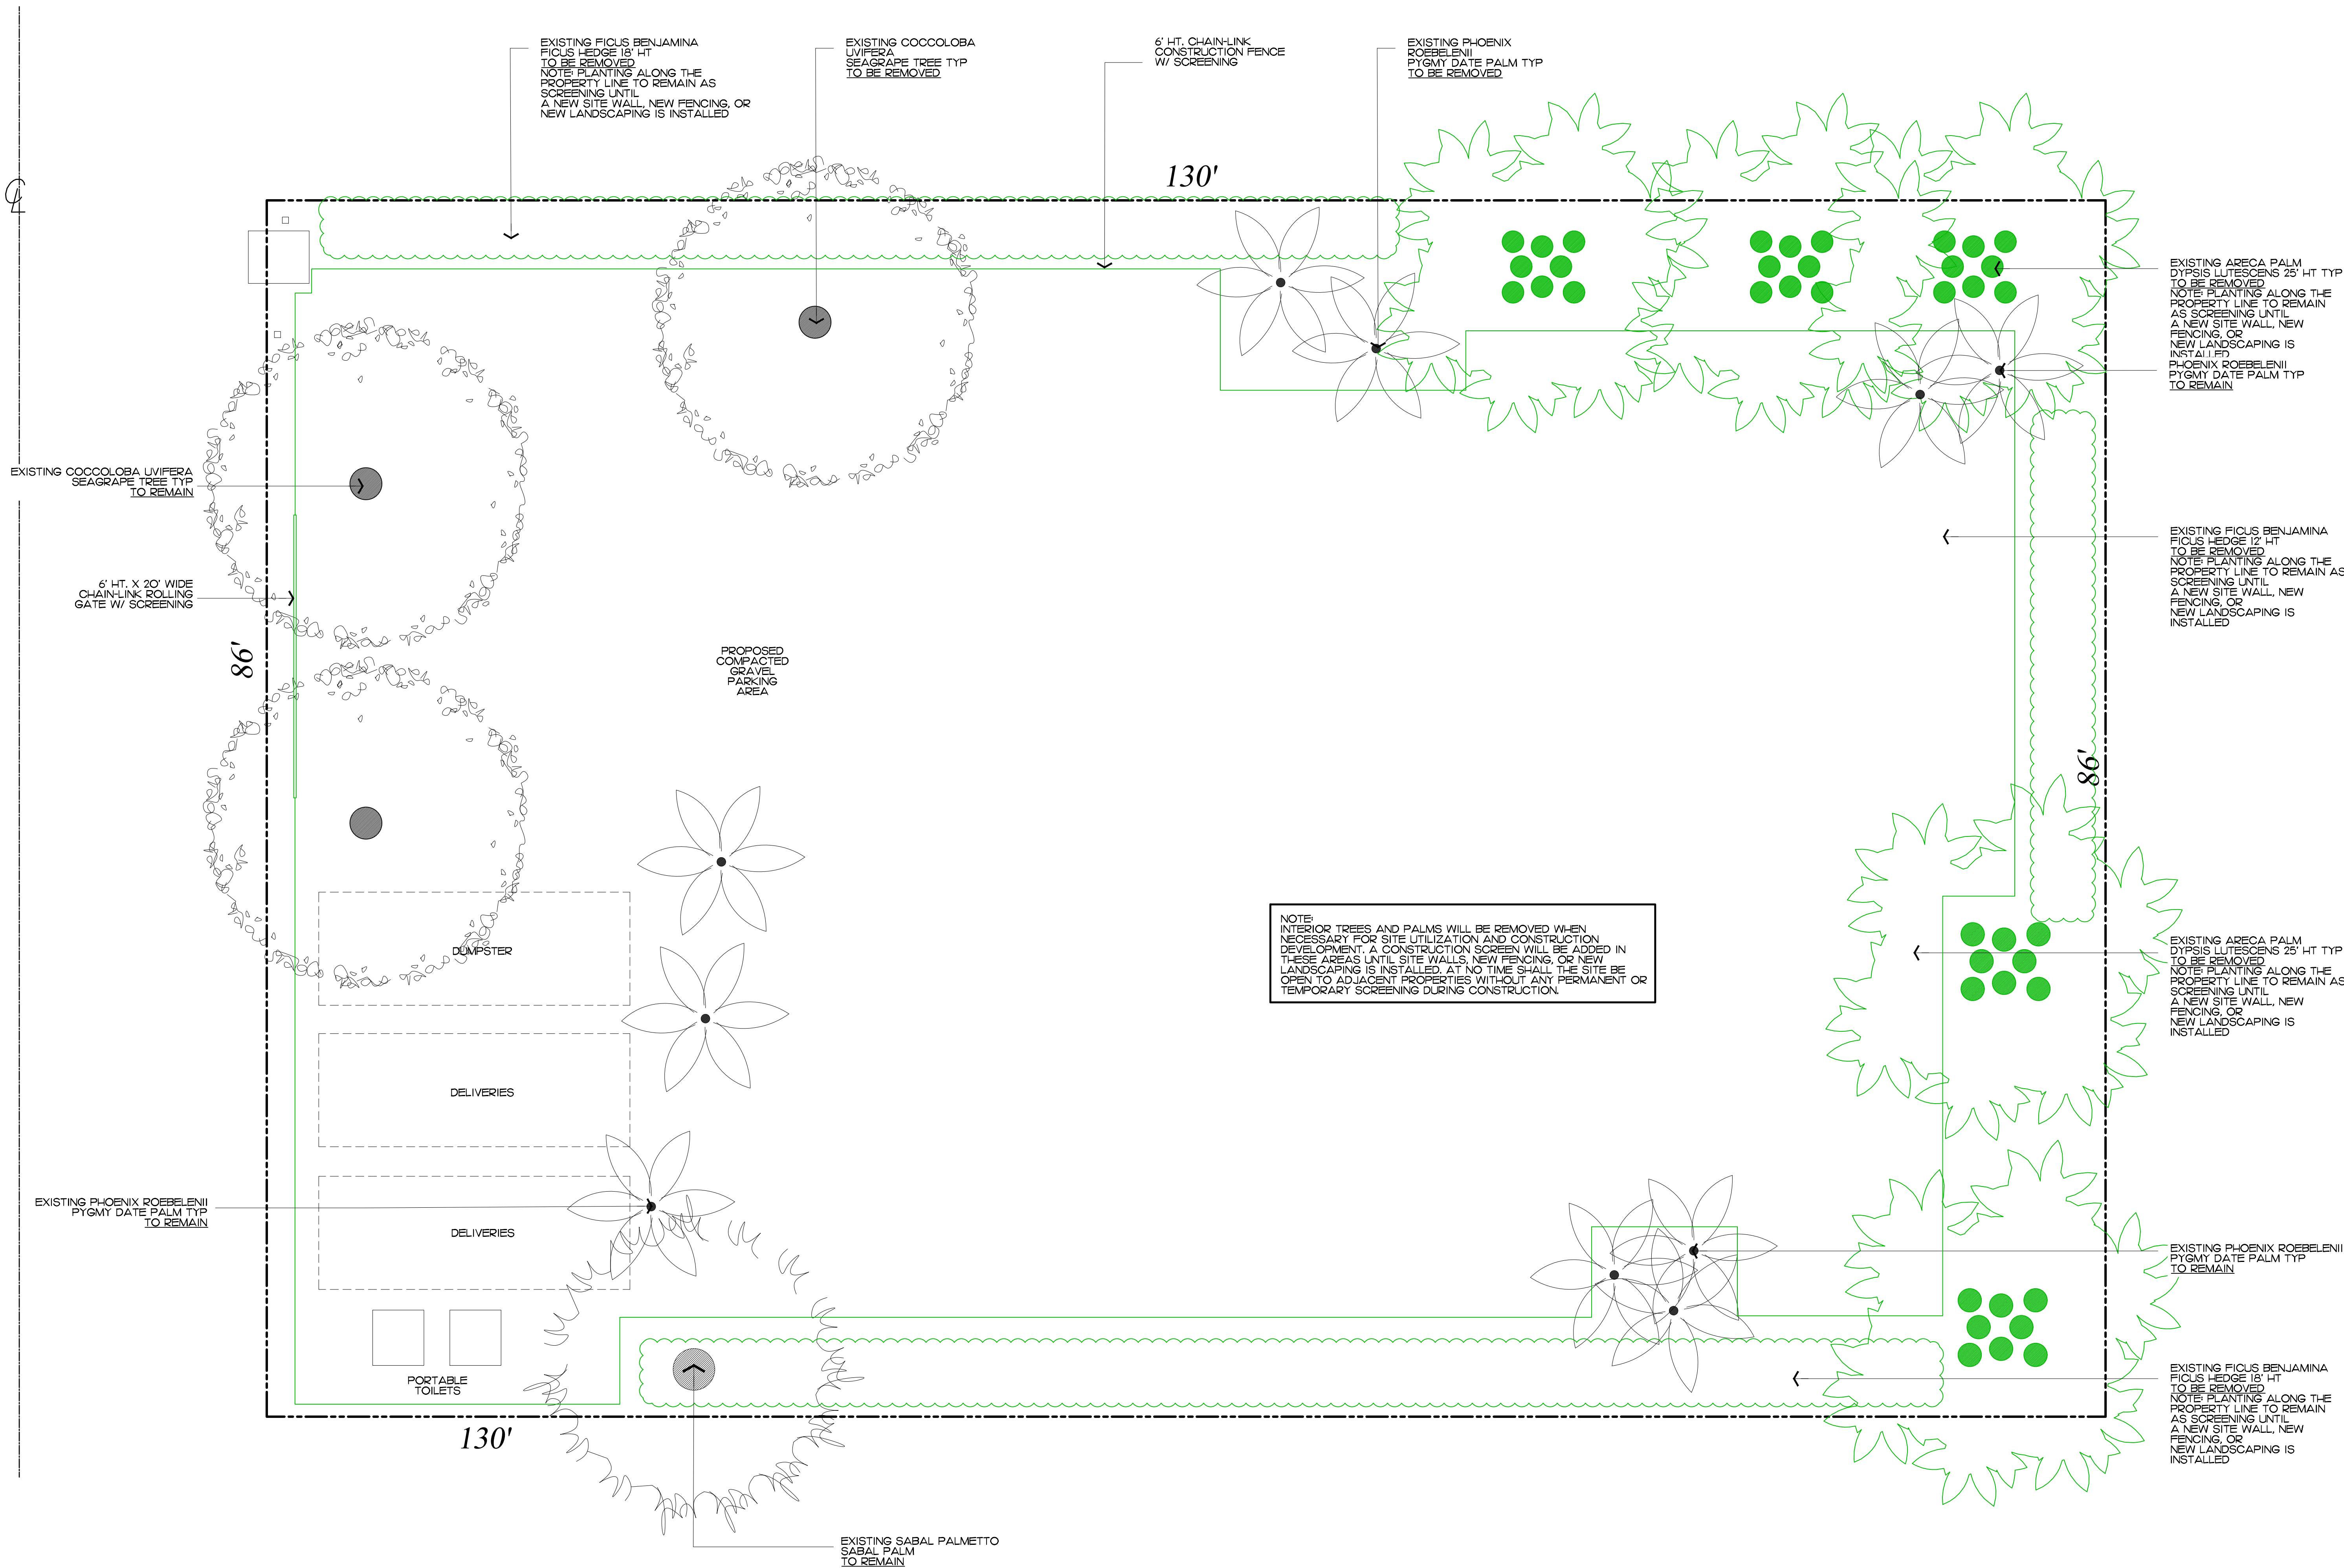 EXISTING FICUS BENJAMINA
FICUS HEDGE 18' HT
TO BE REMOVED
NOTE: PLANTING ALONG THE
PROPERTY LINE TO REMAIN AS
SCREENING UNTIL
A NEW SITE WALL, NEW FENCING, OR
NEW LANDSCAPING IS INSTALLED
EXISTING COCCOLOBA
UVIFERA
SEAGRAPE TREE TYP
TO BE REMOVED
6' HT. CHAIN-LINK
CONSTRUCTION FENCE
W/ SCREENING
EXISTING PHOENIX
ROEBELENII
PYGMY DATE PALM TYP
TO BE REMOVED
CL
130'
EXISTING ARECA PALM
DYPSIS LUTESCENS 25' HT TYP
TO BE REMOVED
NOTE: PLANTING ALONG THE
PROPERTY LINE TO REMAIN
AS SCREENING UNTIL
A NEW SITE WALL, NEW
FENCING, OR
NEW LANDSCAPING IS
INSTALLED
PHOENIX ROEBELENII
PYGMY DATE PALM TYP
TO REMAIN
EXISTING COCCOLOBA UVIFERA
SEAGRAPE TREE TYP
TO REMAIN
EXISTING FICUS BENJAMINA
FICUS HEDGE 12' HT
TO BE REMOVED
NOTE: PLANTING ALONG THE
PROPERTY LINE TO REMAIN AS
SCREENING UNTIL
A NEW SITE WALL, NEW
FENCING, OR
NEW LANDSCAPING IS
INSTALLED
6' HT. X 20' WIDE
CHAIN-LINK ROLLING
GATE W/ SCREENING
86'
PROPOSED
COMPACTED
GRAVEL
PARKING
AREA
86'
NOTE:
INTERIOR TREES AND PALMS WILL BE REMOVED WHEN
NECESSARY FOR SITE UTILIZATION AND CONSTRUCTION
DEVELOPMENT. A CONSTRUCTION SCREEN WILL BE ADDED IN
THESE AREAS UNTIL SITE WALLS, NEW FENCING, OR NEW
LANDSCAPING IS INSTALLED. AT NO TIME SHALL THE SITE BE
OPEN TO ADJACENT PROPERTIES WITHOUT ANY PERMANENT OR
TEMPORARY SCREENING DURING CONSTRUCTION.
DUMPSTER
EXISTING ARECA PALM
DYPSIS LUTESCENS 25' HT TYP
TO BE REMOVED
NOTE: PLANTING ALONG THE
PROPERTY LINE TO REMAIN AS
SCREENING UNTIL
A NEW SITE WALL, NEW
FENCING, OR
NEW LANDSCAPING IS
INSTALLED
DELIVERIES
EXISTING PHOENIX ROEBELENII
PYGMY DATE PALM TYP
TO REMAIN
DELIVERIES
EXISTING PHOENIX ROEBELENII
PYGMY DATE PALM TYP
TO REMAIN
PORTABLE
TOILETS
EXISTING FICUS BENJAMINA
FICUS HEDGE 18' HT
TO BE REMOVED
NOTE: PLANTING ALONG THE
PROPERTY LINE TO REMAIN
AS SCREENING UNTIL
A NEW SITE WALL, NEW
FENCING, OR
NEW LANDSCAPING IS
INSTALLED
130'
EXISTING SABAL PALMETTO
SABAL PALM
TO REMAIN